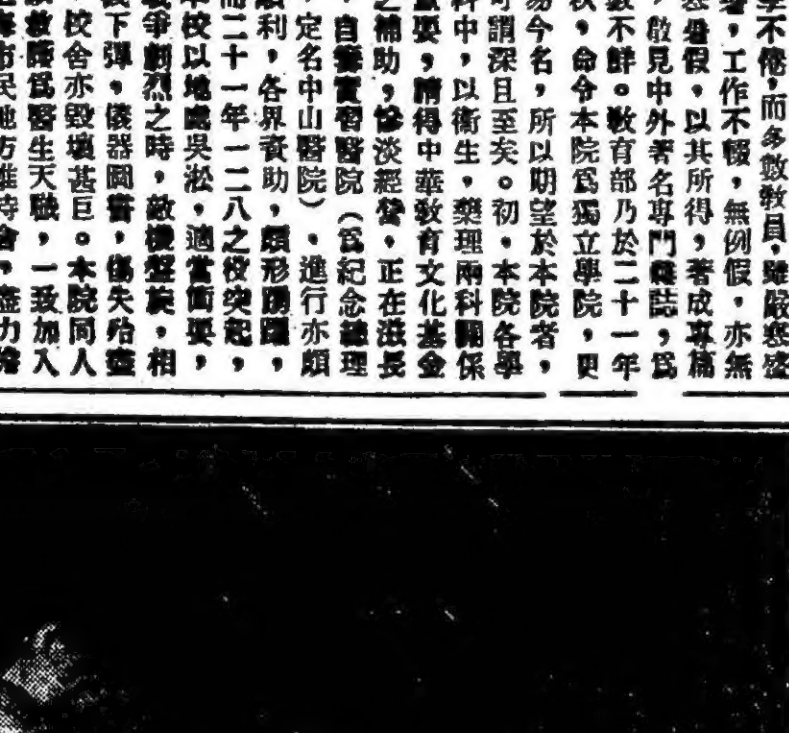 不倦，而多數敎員，雖嚴寒盛
暑，工作不輟，無例假，亦無
寒暑假，以其所得，著成專篇
，啟見中外著名專門雜誌，爲
數不鮮。敎育部乃於二十一年
秋，命令本院爲獨立學院，更
易今名，所以期望於本院者，
可謂深且至矣。初，本院各學
科中，以衞生，藥理兩科關係
重要，請得中華敎育文化基金
之補助，慘淡經營，正在滋長
，自籌實習醫院（爲紀念總理
，定名中山醫院），進行亦頗
順利，各界資助，頗形踴躍，
而二十一年一二八之役突起，
本校以地處吳淞，適當衝要，
戰爭劇烈之時，敵機盤旋，相
後下彈，儀器圖書，傷失殆盡
，校舍亦毀壞甚巨。本院同人
救 爲醫生天職，一致加入
市民地方維持會，盡力